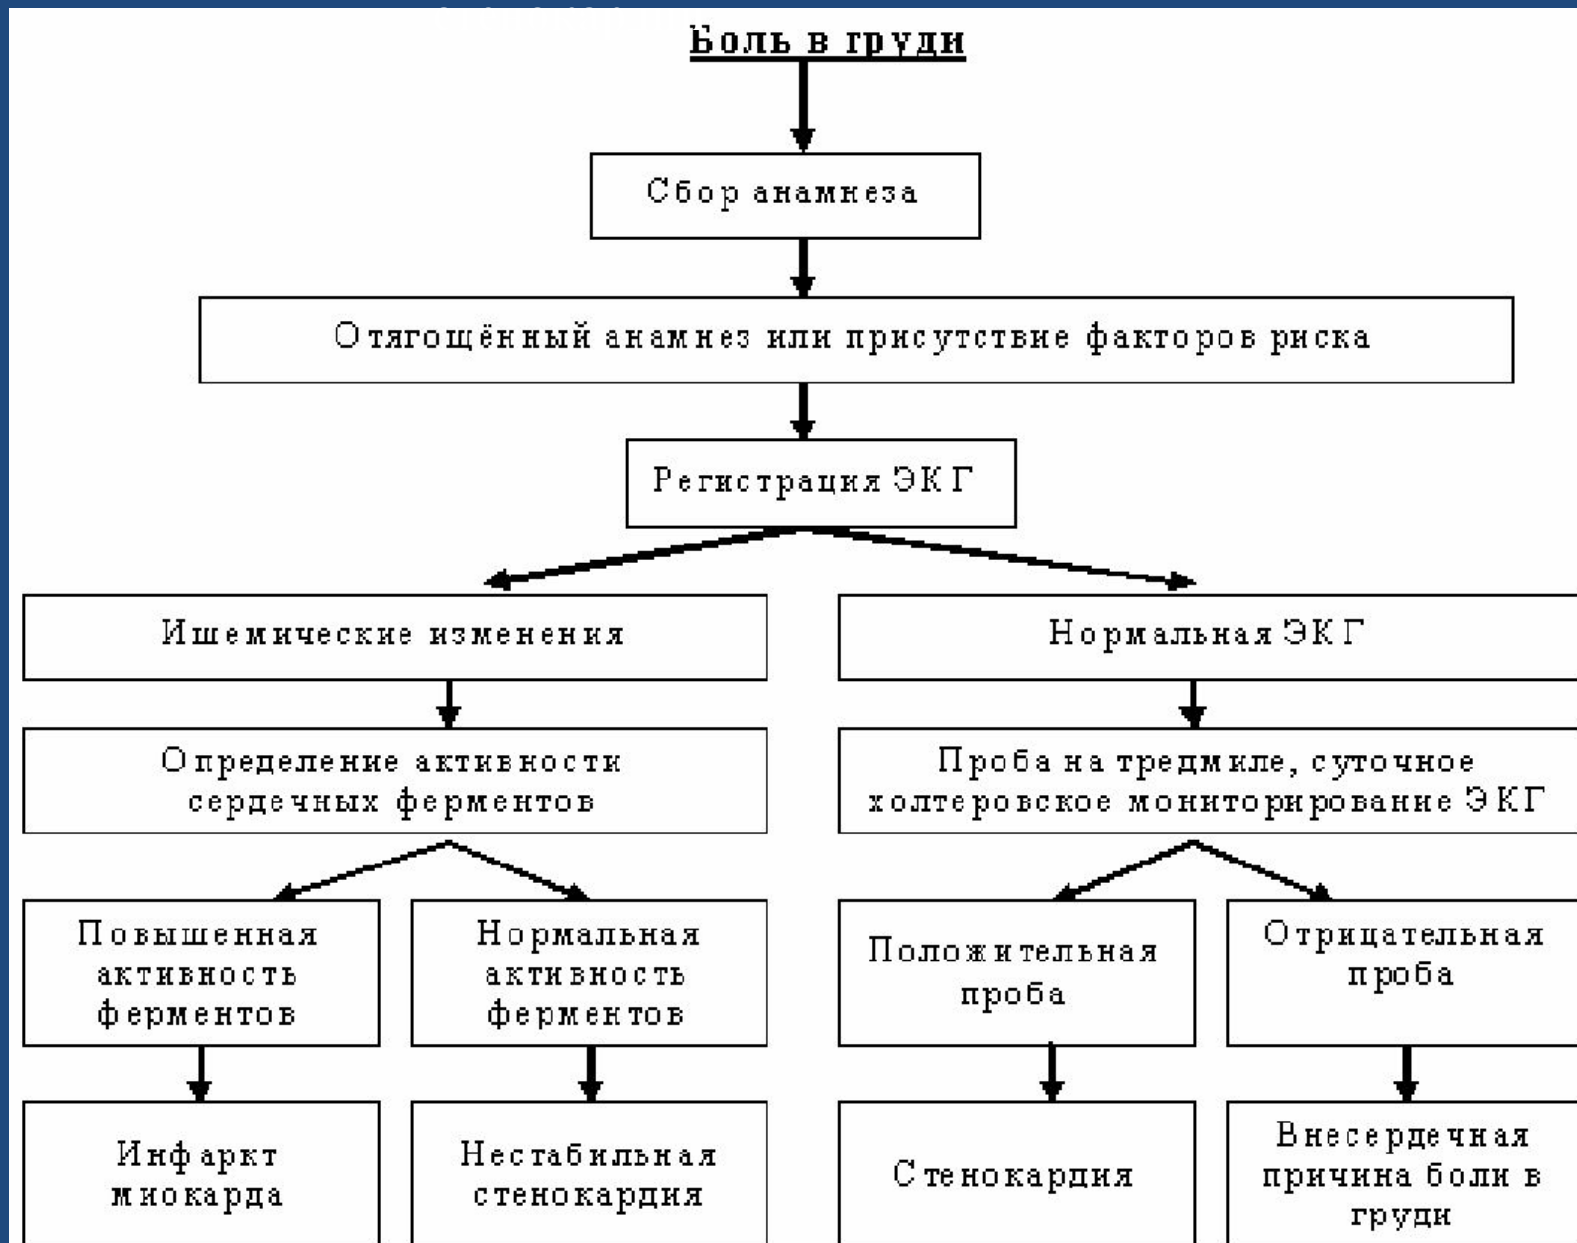 Боль в груди
Сбор анамнеза
Отягощённый анамнез или присутствие факторов риска
Регистрация ЭКГ
Ишемические изменения
Нормальная ЭКГ
Определение активности
сердечных ферментов
Проба на тредмиле, суточное
холтеровское мониторирование ЭКГ
Повышенная
активность
ферментов
Нормальная
активность
ферментов
Положительная
проба
Отрицательная
проба
Инфаркт
миокарда
Нестабильная
стенокардия
Стенокардия
Внесердечная
причина боли в
груди